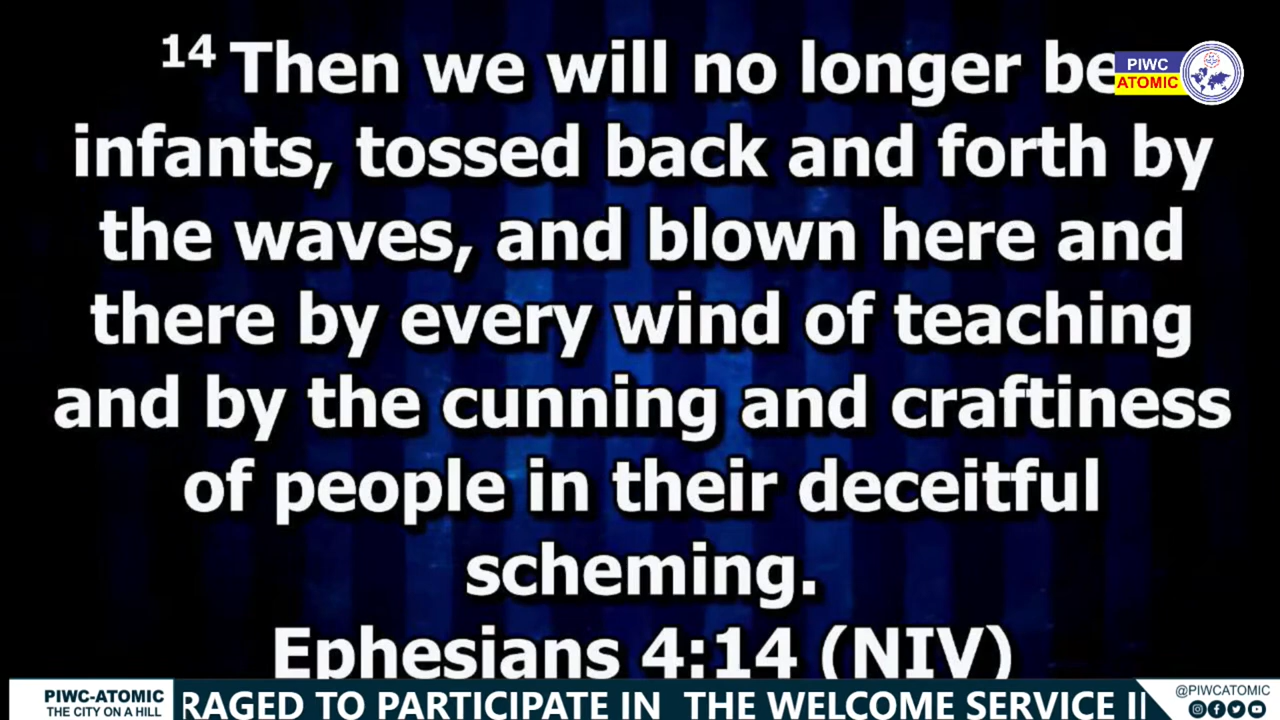 14 Then we will no longer be
PIWC
ATOMIC
infants, tossed back and forth by
the waves, and blown here and
there by every wind of teaching
and by the cunning and craftiness
of people in their deceitful
scheming.
Ephesians 4:14 (NIV)
PIWC-ATOMIC
THE CITY ON A HILL
RAGED TO PARTICIPATE IN THE WELCOME SERVICE
@PIWCATOMIC